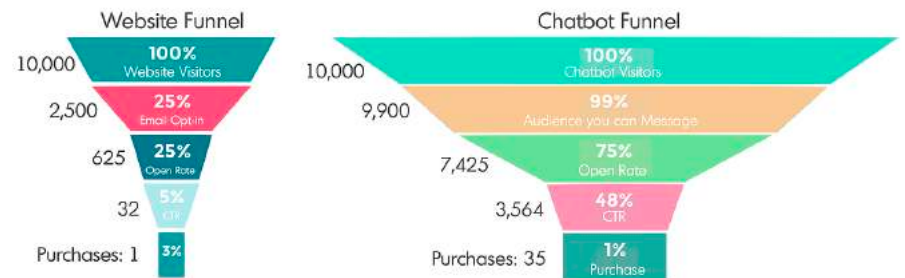 Website Funnel
10,000
100%
Website Visitors
2,500
25%
Email Opt-in
625
25%
Open Rate
32
5%
CTR
Purchases: 1
3%
Chatbot Funnel
10,000
100%
Chatbot Visitors
9,900
99%
Audience you can Message
7,425
75%
Open Rate
3,564
48%
CTR
Purchases: 35
1%
Purchase